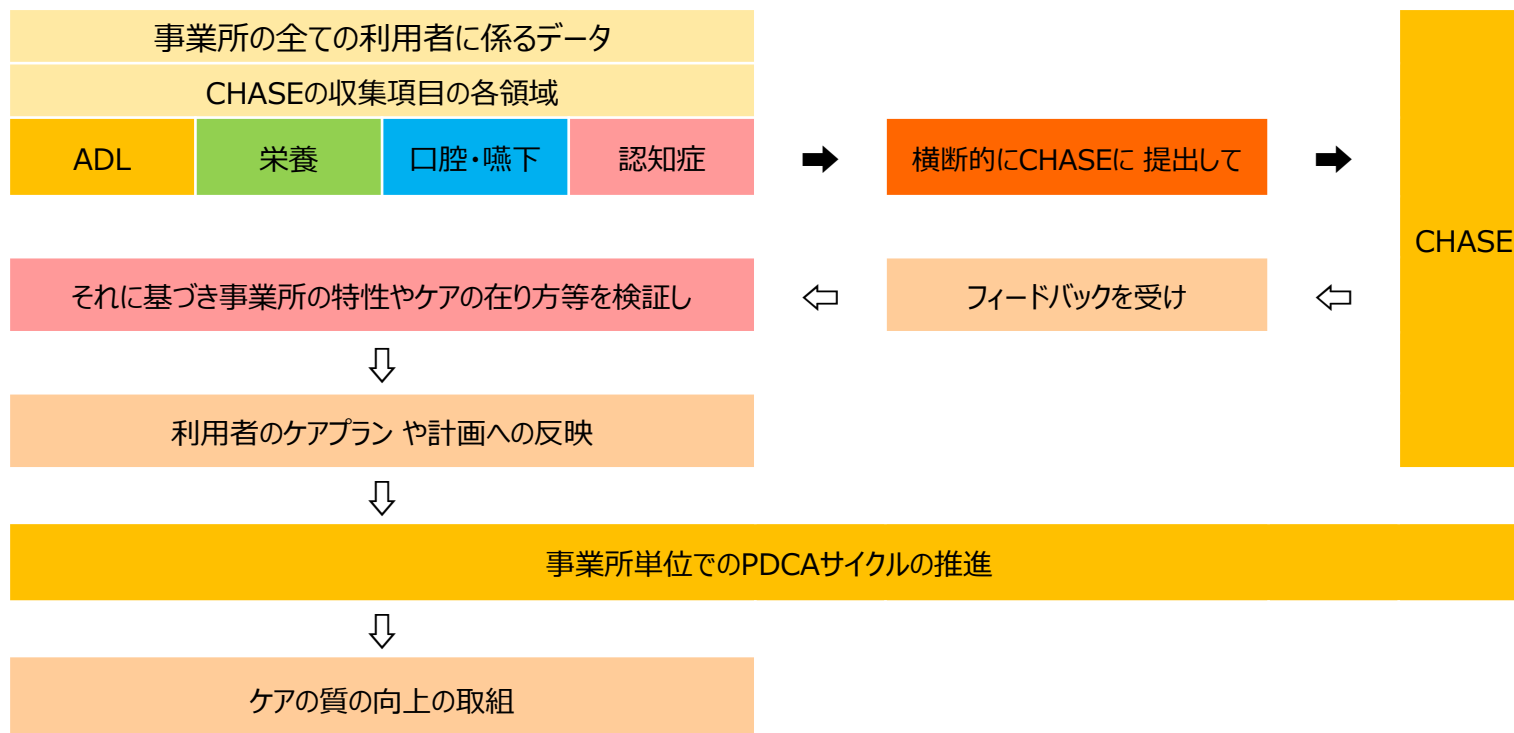 事業所の全ての利用者に係るデータ
CHASEの収集項目の各領域
ADL
栄養
口腔・嚥下
認知症
横断的にCHASEに 提出して
CHASE
それに基づき事業所の特性やケアの在り方等を検証し
フィードバックを受け
利用者のケアプラン や計画への反映
事業所単位でのPDCAサイクルの推進
ケアの質の向上の取組